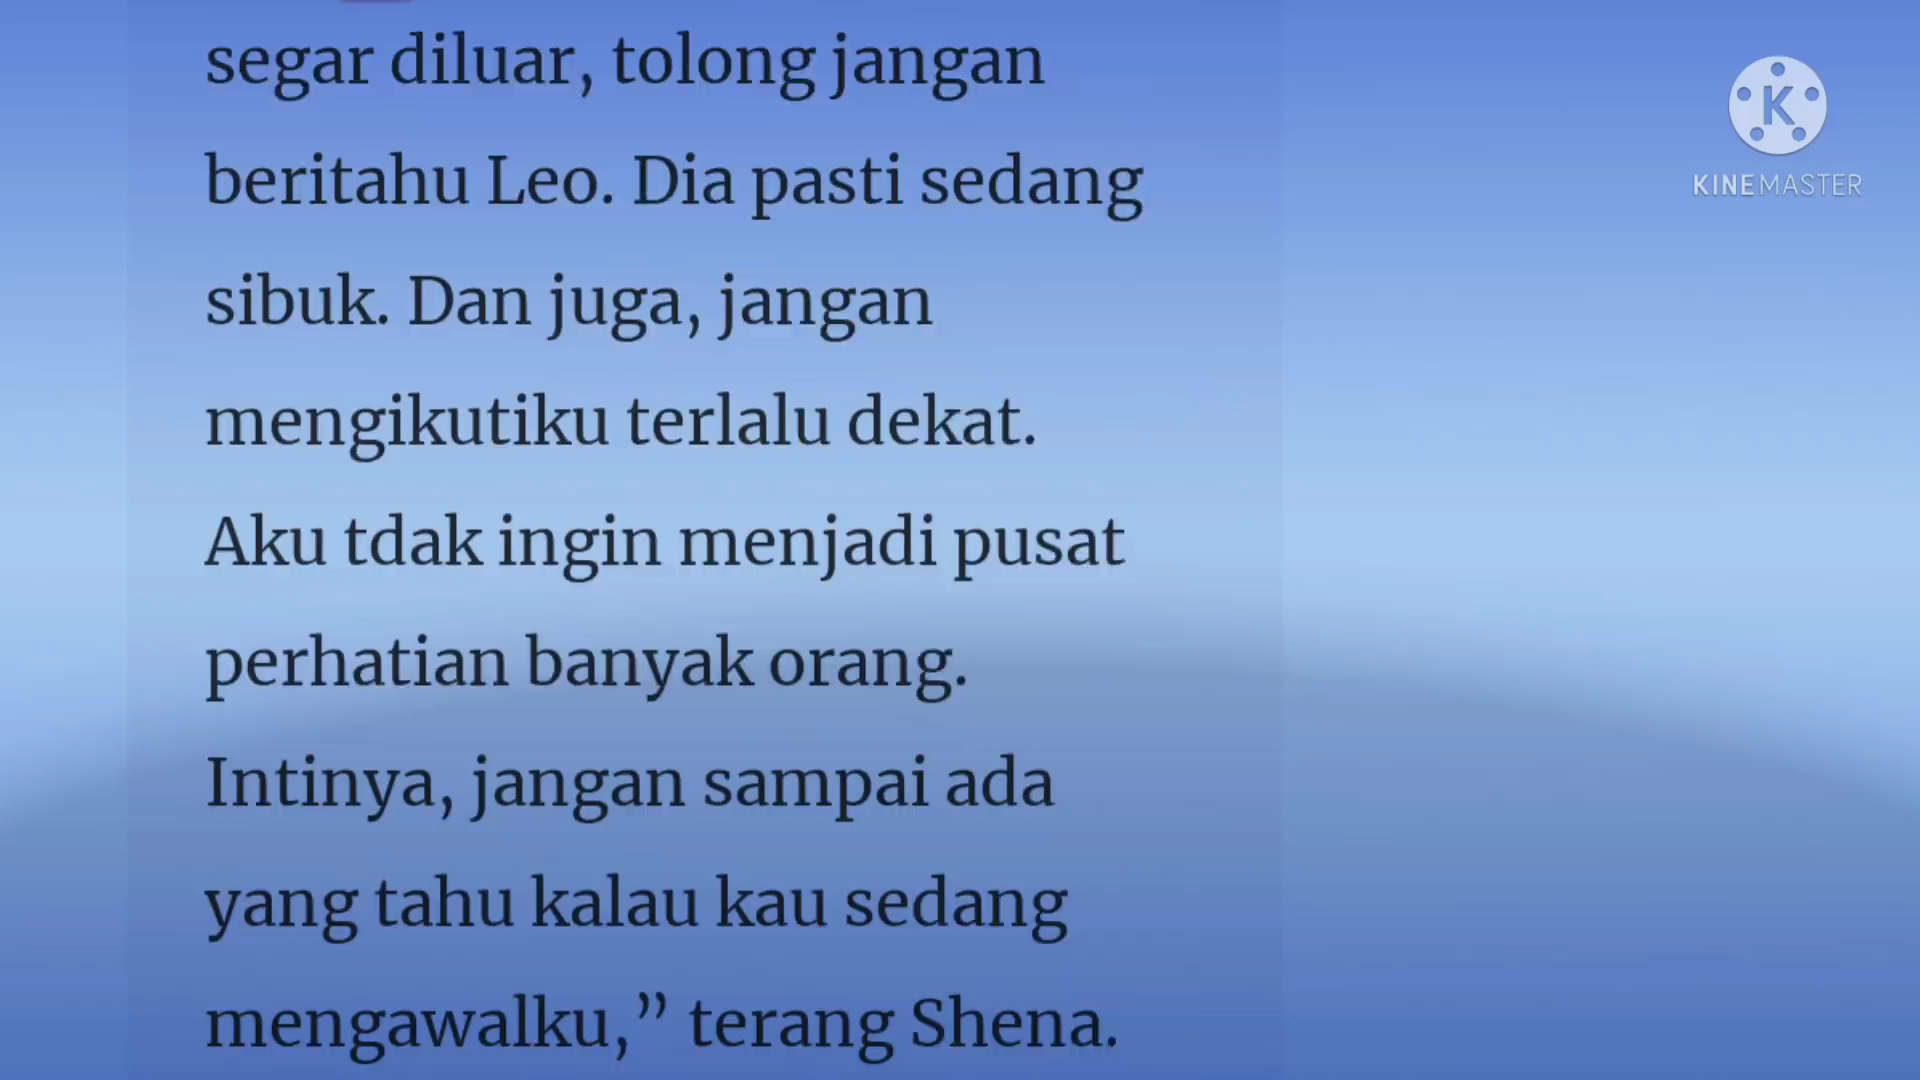 segar diluar, tolong jangan
beritahu Leo. Dia pasti sedang
sibuk. Dan juga, jangan
mengikutiku terlalu dekat.
Aku tdak ingin menjadi pusat
perhatian banyak orang.
Intinya, jangan sampai ada
yang tahu kalau kau sedang
mengawalku,” terang Shena.
K
KINEMASTER